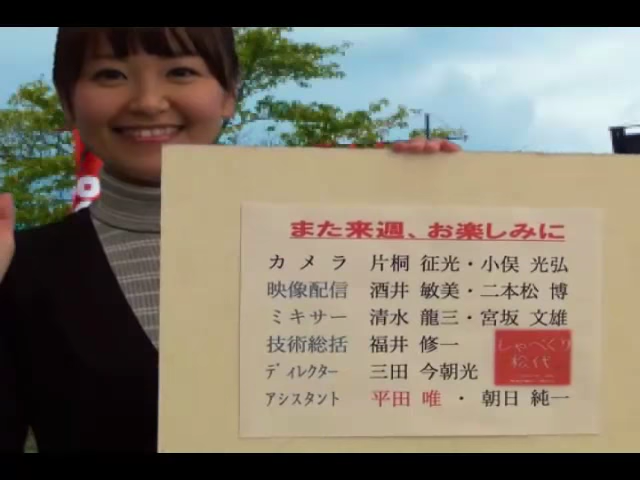 また来週、お楽しみに
カメラ 片桐 征光・小俣 光弘
映像配信 酒井 敏美・二本松 博
ミキサー 清水 龍三・宮坂 文雄
技術総括 福井 修一
ディレクター 三田 今朝光
アシスタント 平田 唯・朝日 純一
しゃべくり
松代